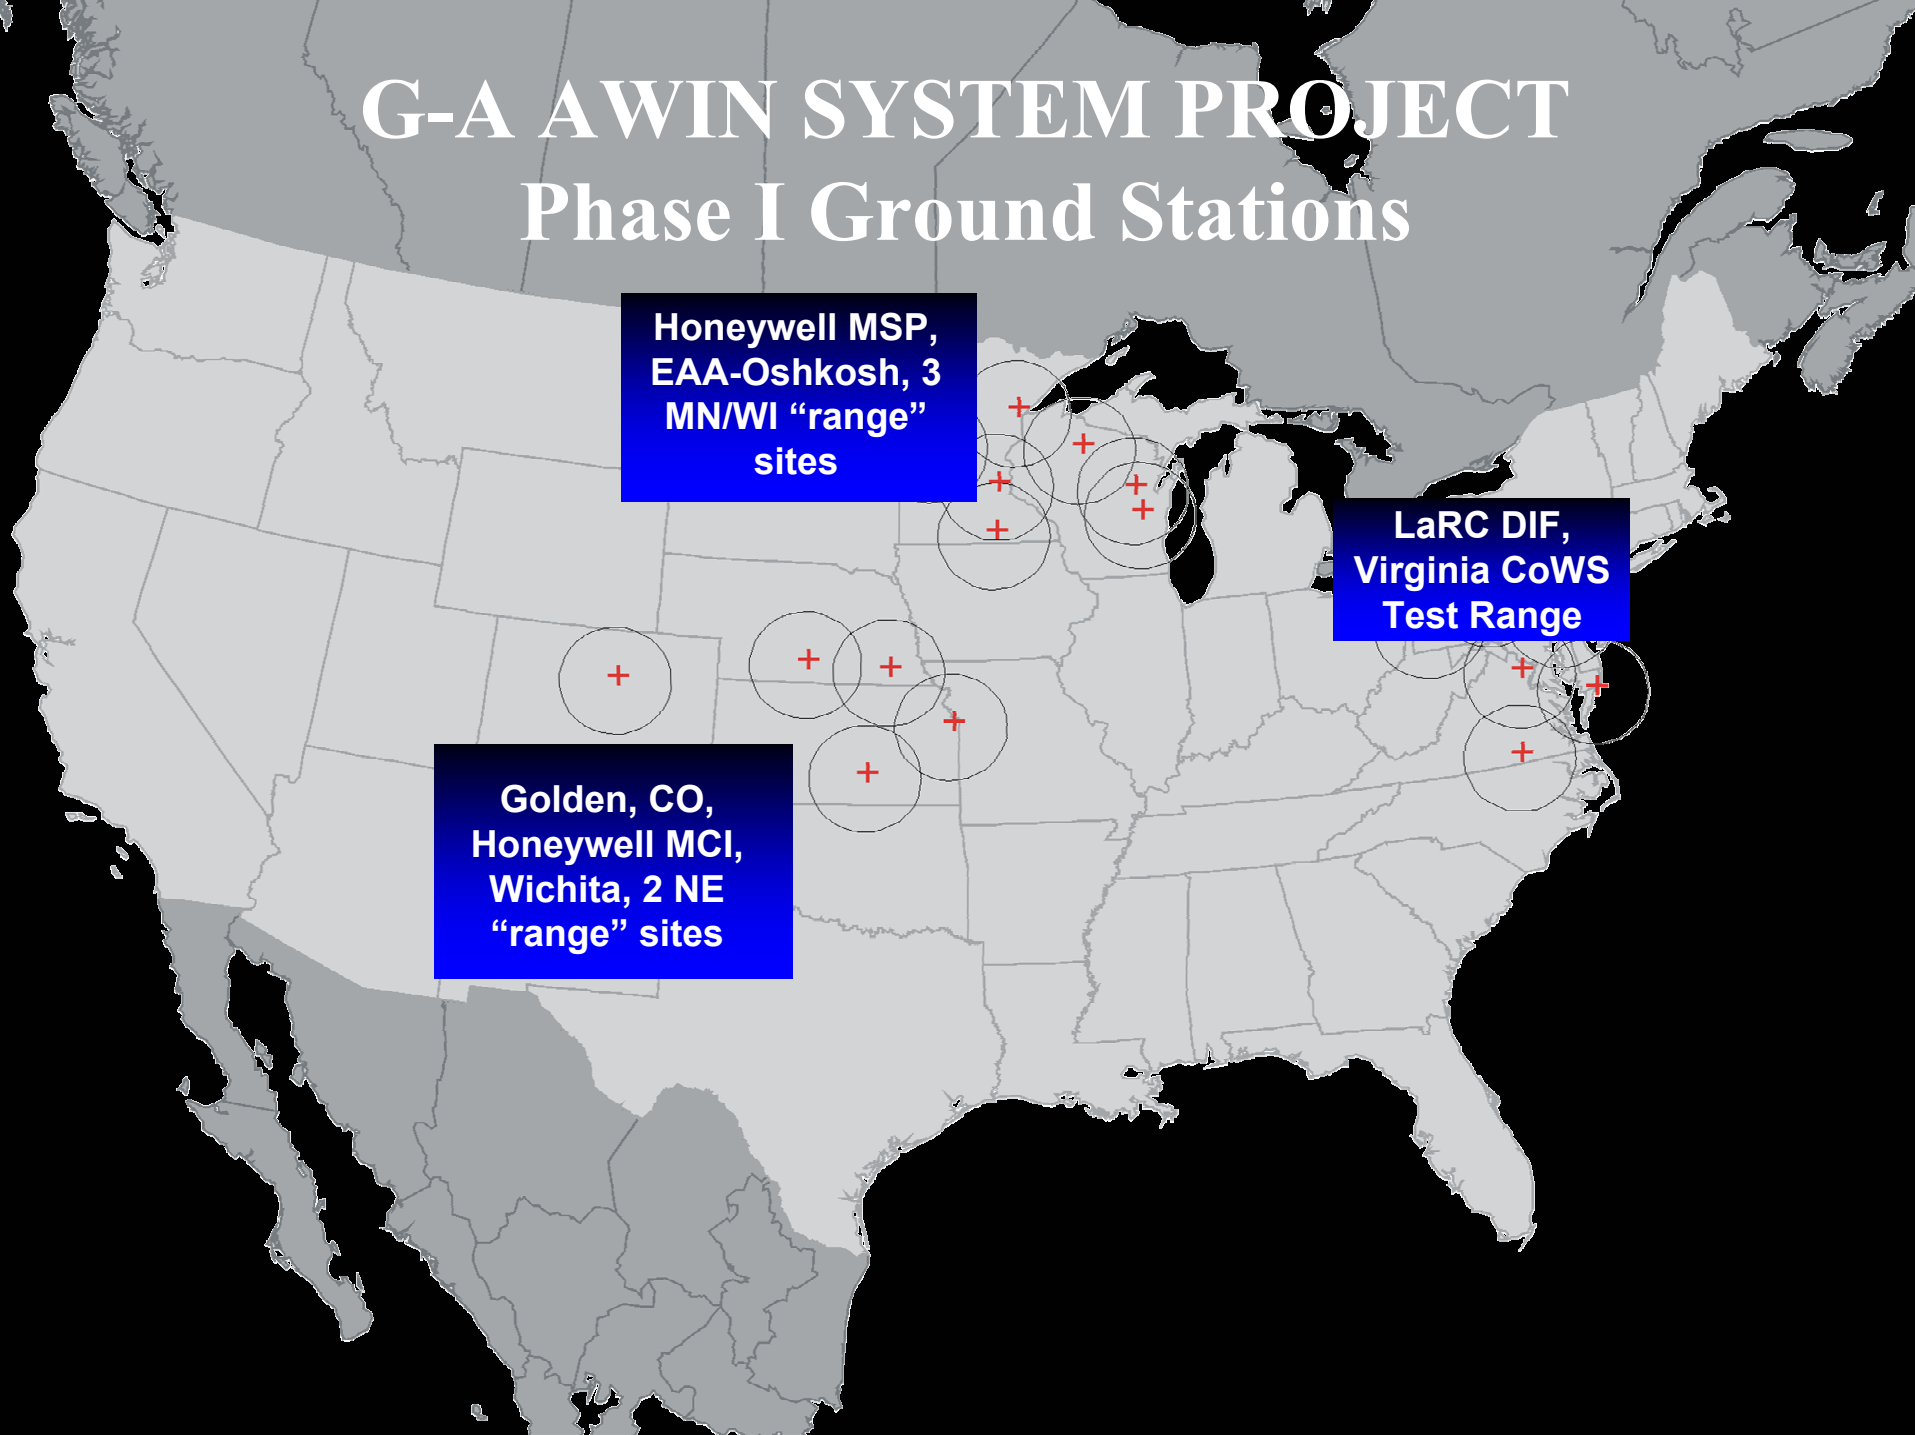 G-A AWIN SYSTEM PROJECT
Phase I Ground Stations
Honeywell MSP,
EAA-Oshkosh, 3
MN/WI “range”
sites
LaRC DIF,
Virginia CoWS
Test Range
Golden, CO,
Honeywell MCI,
Wichita, 2 NE
“range” sites